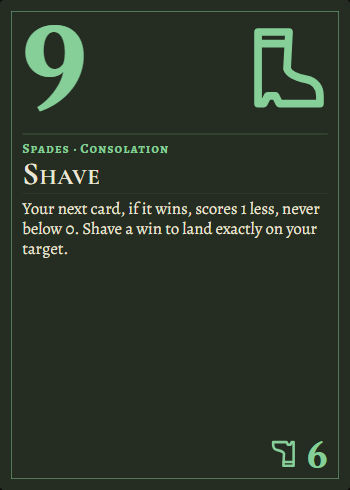 9
Spades · Consolation
Shave
Your next card, if it wins, scores 1 less, never
below 0. Shave a win to land exactly on your
target.
6